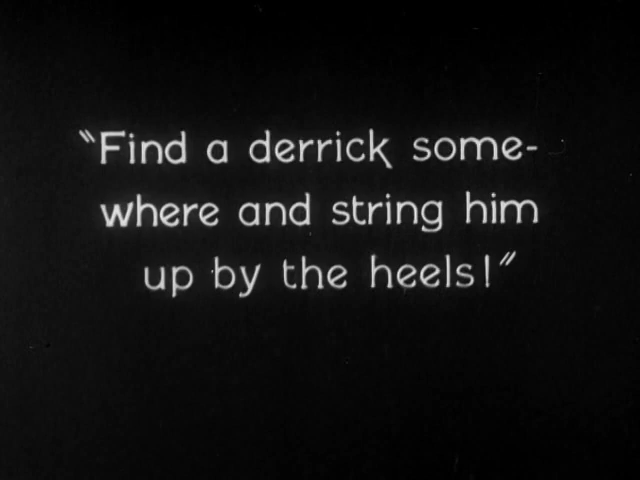 "Find a derrick some-
where and string him
up by the heels!"